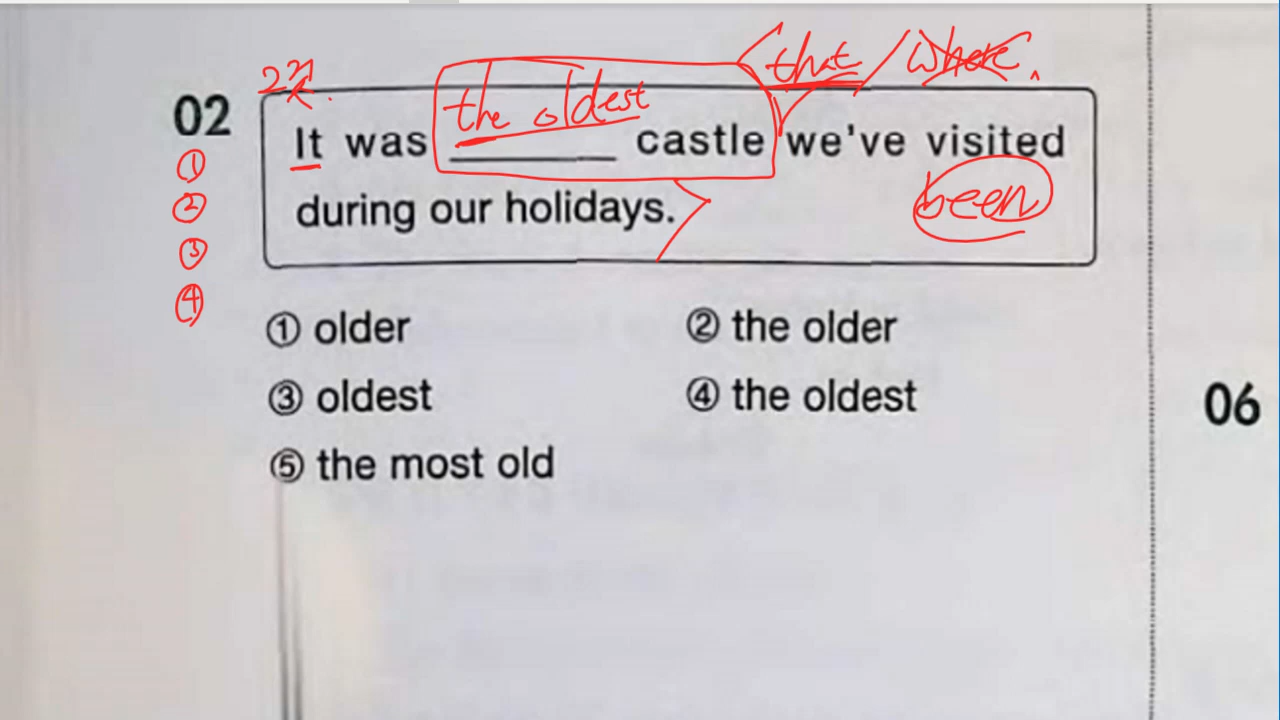 (that / where.
the oldest
02
It was ______ castle we've visited
been
during our holidays.
①
②
③
④
① older
② the older
③ oldest
④ the oldest
⑤ the most old
06